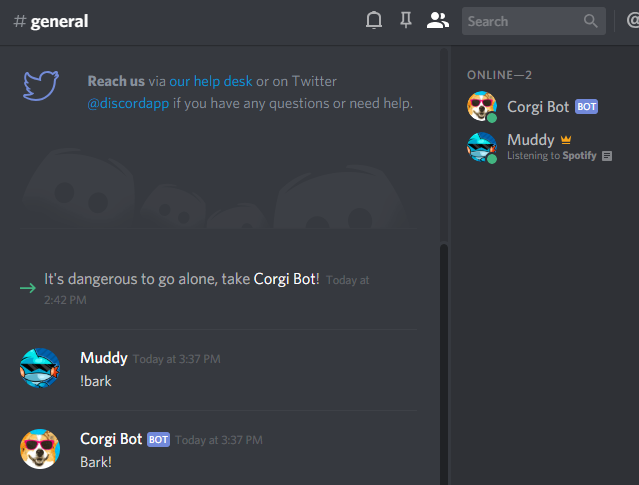 # general
Search
@
Reach us via our help desk or on Twitter
@discordapp if you have any questions or need help.
It's dangerous to go alone, take Corgi Bot! Today at
2:42 PM
Muddy Today at 3:37 PM
!bark
Corgi Bot BOT Today at 3:37 PM
Bark!
ONLINE—2
Corgi Bot BOT
Muddy
Listening to Spotify